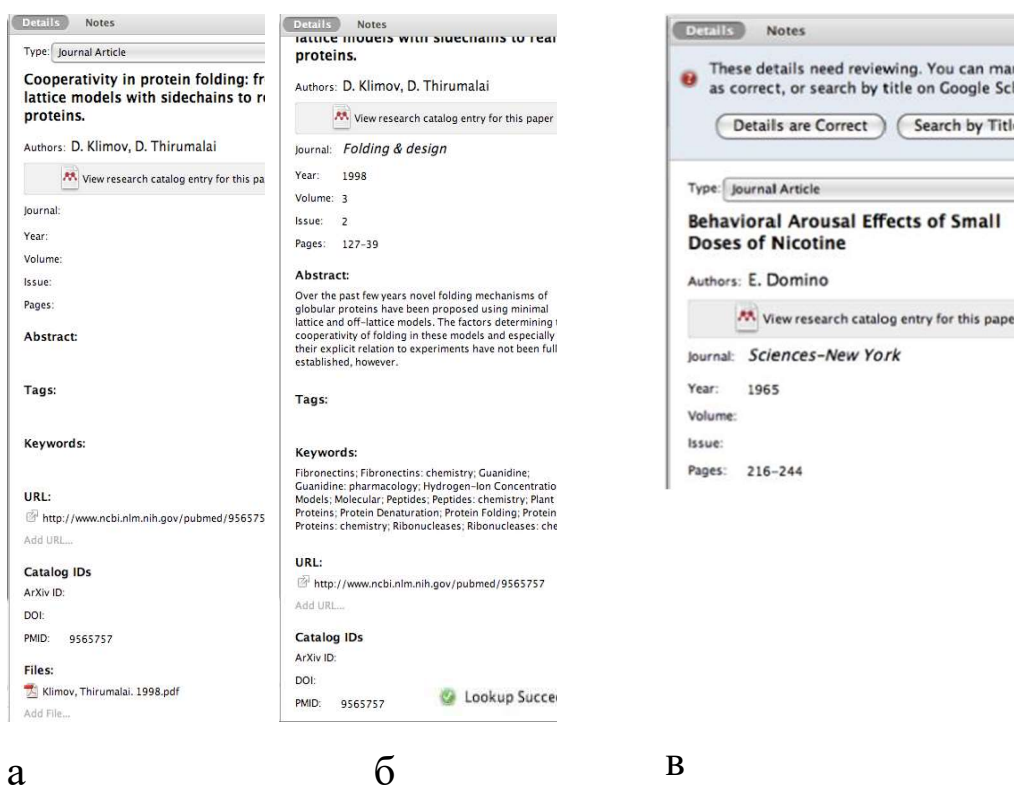 Details Notes
Type: Journal Article
Cooperativity in protein folding: fr
lattice models with sidechains to r
proteins.
Authors: D. Klimov, D. Thirumalai
View research catalog entry for this pa
Journal:
Year:
Volume:
Issue:
Pages:
Abstract:
Tags:
Keywords:
URL:
http://www.ncbi.nlm.nih.gov/pubmed/956575
Add URL...
Catalog IDs
ArXiv ID:
DOI:
PMID: 9565757
Files:
Klimov, Thirumalai. 1998.pdf
Add File...
а
Details Notes
lattice models with sidechains to real
proteins.
Authors: D. Klimov, D. Thirumalai
View research catalog entry for this paper
Journal: Folding & design
Year: 1998
Volume: 3
Issue: 2
Pages: 127-39
Abstract:
Over the past few years novel folding mechanisms of
globular proteins have been proposed using minimal
lattice and off-lattice models. The factors determining t
cooperativity of folding in these models and especially
their explicit relation to experiments have not been full
established, however.
Tags:
Keywords:
Fibronectins; Fibronectins: chemistry; Guanidine;
Guanidine: pharmacology; Hydrogen-Ion Concentratio
Models; Molecular; Peptides; Peptides: chemistry; Plant
Proteins; Protein Denaturation; Protein Folding; Protein
Proteins: chemistry; Ribonucleases; Ribonucleases: che
URL:
http://www.ncbi.nlm.nih.gov/pubmed/9565757
Add URL...
Catalog IDs
ArXiv ID:
DOI:
PMID: 9565757
Lookup Succe
б
Details Notes
These details need reviewing. You can mar
as correct, or search by title on Google Sch
Details are Correct Search by Title
Type: Journal Article
Behavioral Arousal Effects of Small
Doses of Nicotine
Authors: E. Domino
View research catalog entry for this pape
Journal: Sciences-New York
Year: 1965
Volume:
Issue:
Pages: 216-244
в